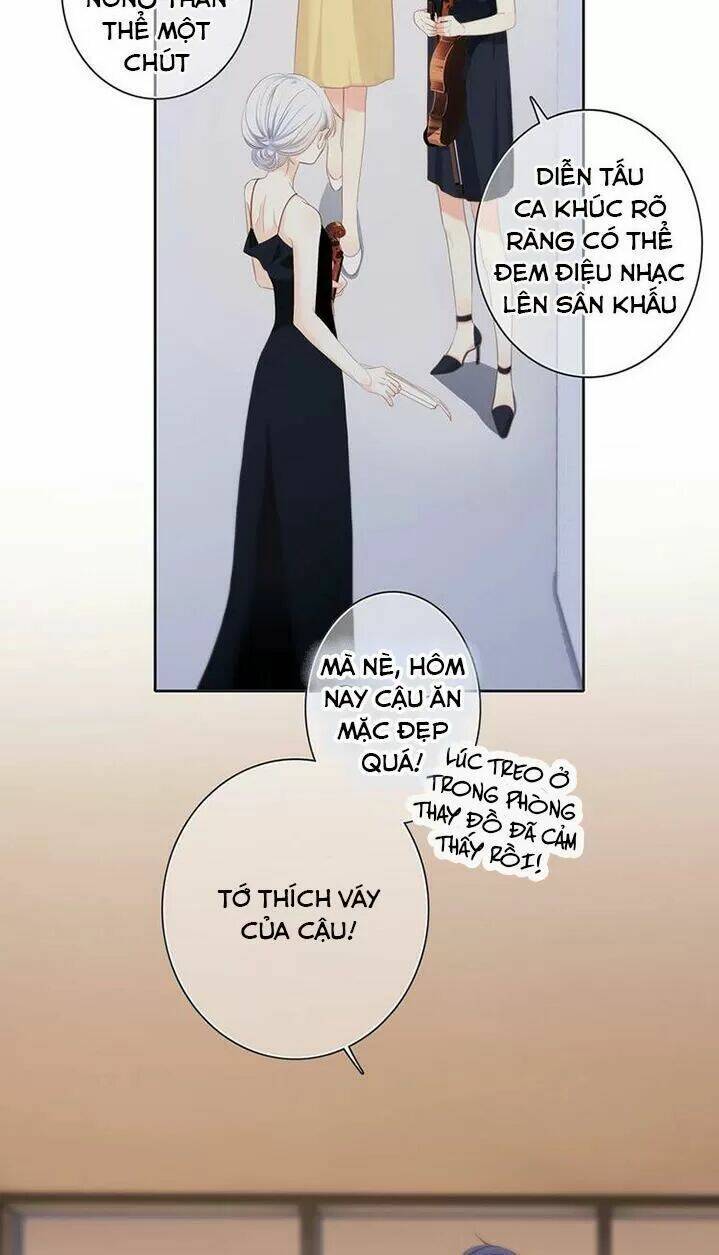 THỂ MỘT
CHÚT
DIỄN TẤU
CA KHÚC RÕ
RÀNG CÓ THỂ
ĐEM ĐIỆU NHẠC
LÊN SÂN KHẤU
MÀ NÈ, HÔM
NAY CẬU ĂN
MẶC ĐẸP
QUÁ!
LÚC TREO Ở
TRONG PHÒNG
THAY ĐỒ ĐÃ CẢM
THẤY RỒI!
TỚ THÍCH VÁY
CỦA CẬU!